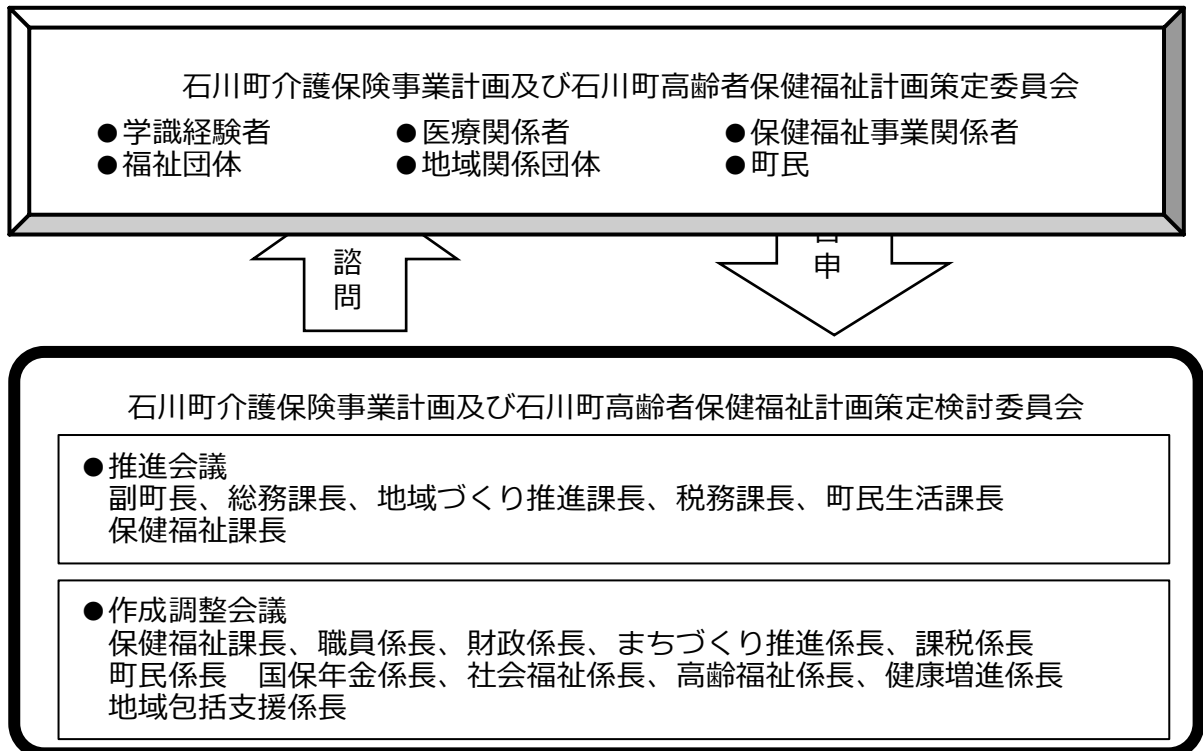 石川町介護保険事業計画及び石川町高齢者保健福祉計画策定委員会
●学識経験者 ●医療関係者 ●保健福祉事業関係者
●福祉団体 ●地域関係団体 ●町民
諮
問
申
石川町介護保険事業計画及び石川町高齢者保健福祉計画策定検討委員会
●推進会議
副町長、総務課長、地域づくり推進課長、税務課長、町民生活課長
保健福祉課長
●作成調整会議
保健福祉課長、職員係長、財政係長、まちづくり推進係長、課税係長
町民係長 国保年金係長、社会福祉係長、高齢福祉係長、健康増進係長
地域包括支援係長